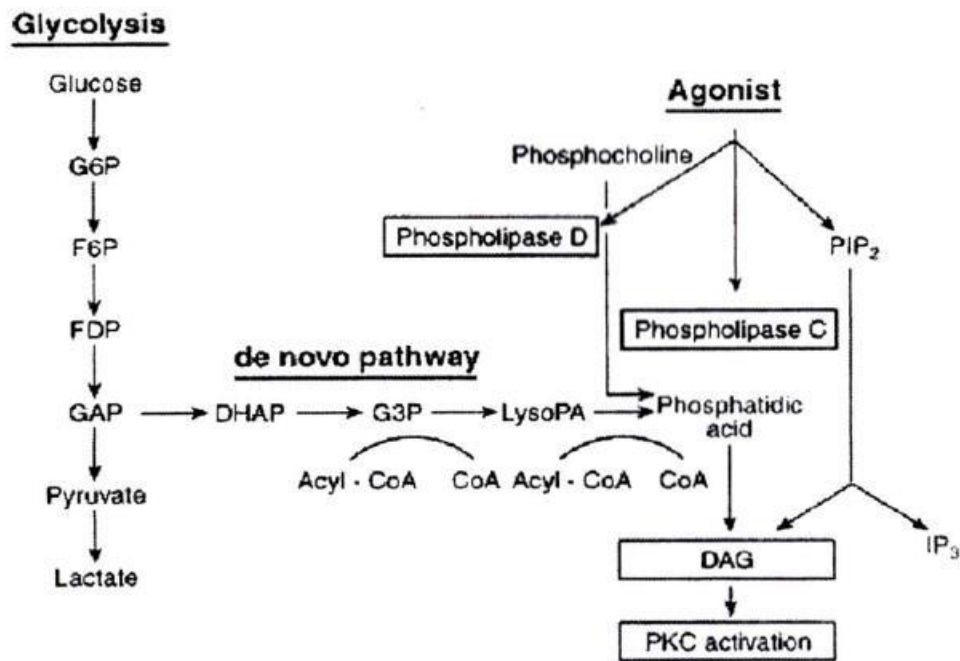 Glycolysis
Glucose
G6P
F6P
FDP
GAP
Pyruvate
Lactate
de novo pathway
DHAP
G3P
LysoPA
Acyl - CoA
CoA
Acyl - CoA
CoA
Agonist
Phosphocholine
Phospholipase D
PIP₂
Phospholipase C
Phosphatidic
acid
DAG
IP₃
PKC activation